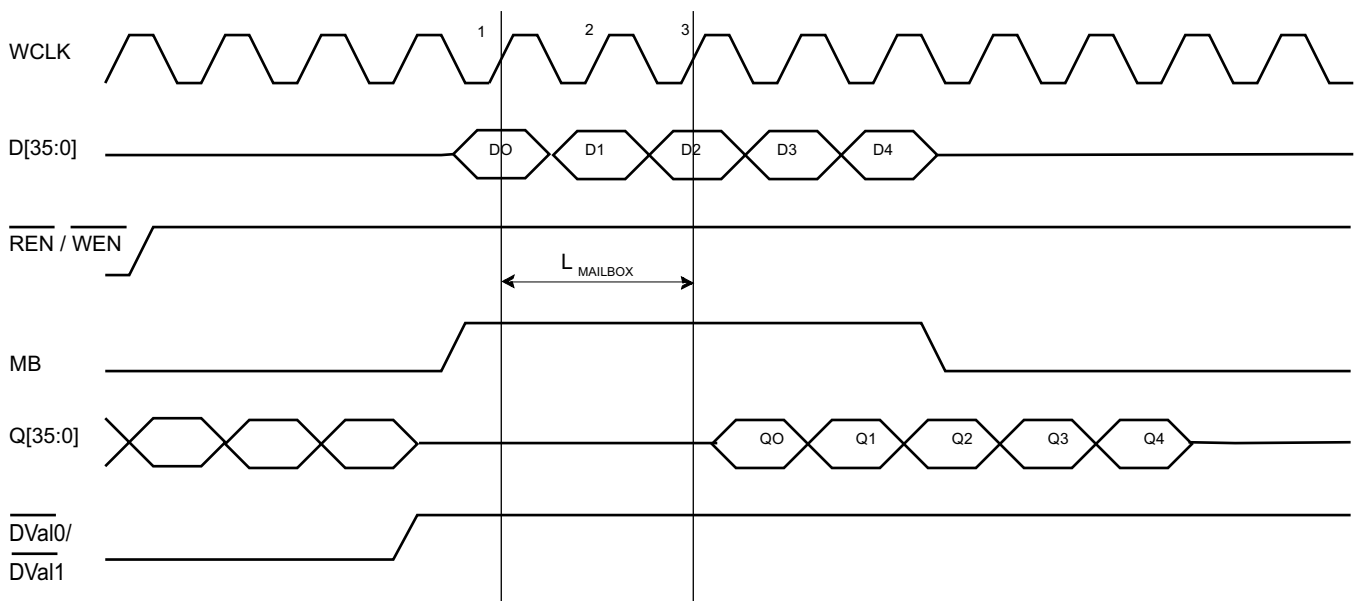 1 2 3
WCLK
D[35:0] DO D1 D2 D3 D4
REN / WEN
L MAILBOX
MB
Q[35:0] QO Q1 Q2 Q3 Q4
DVal0/
DVal1